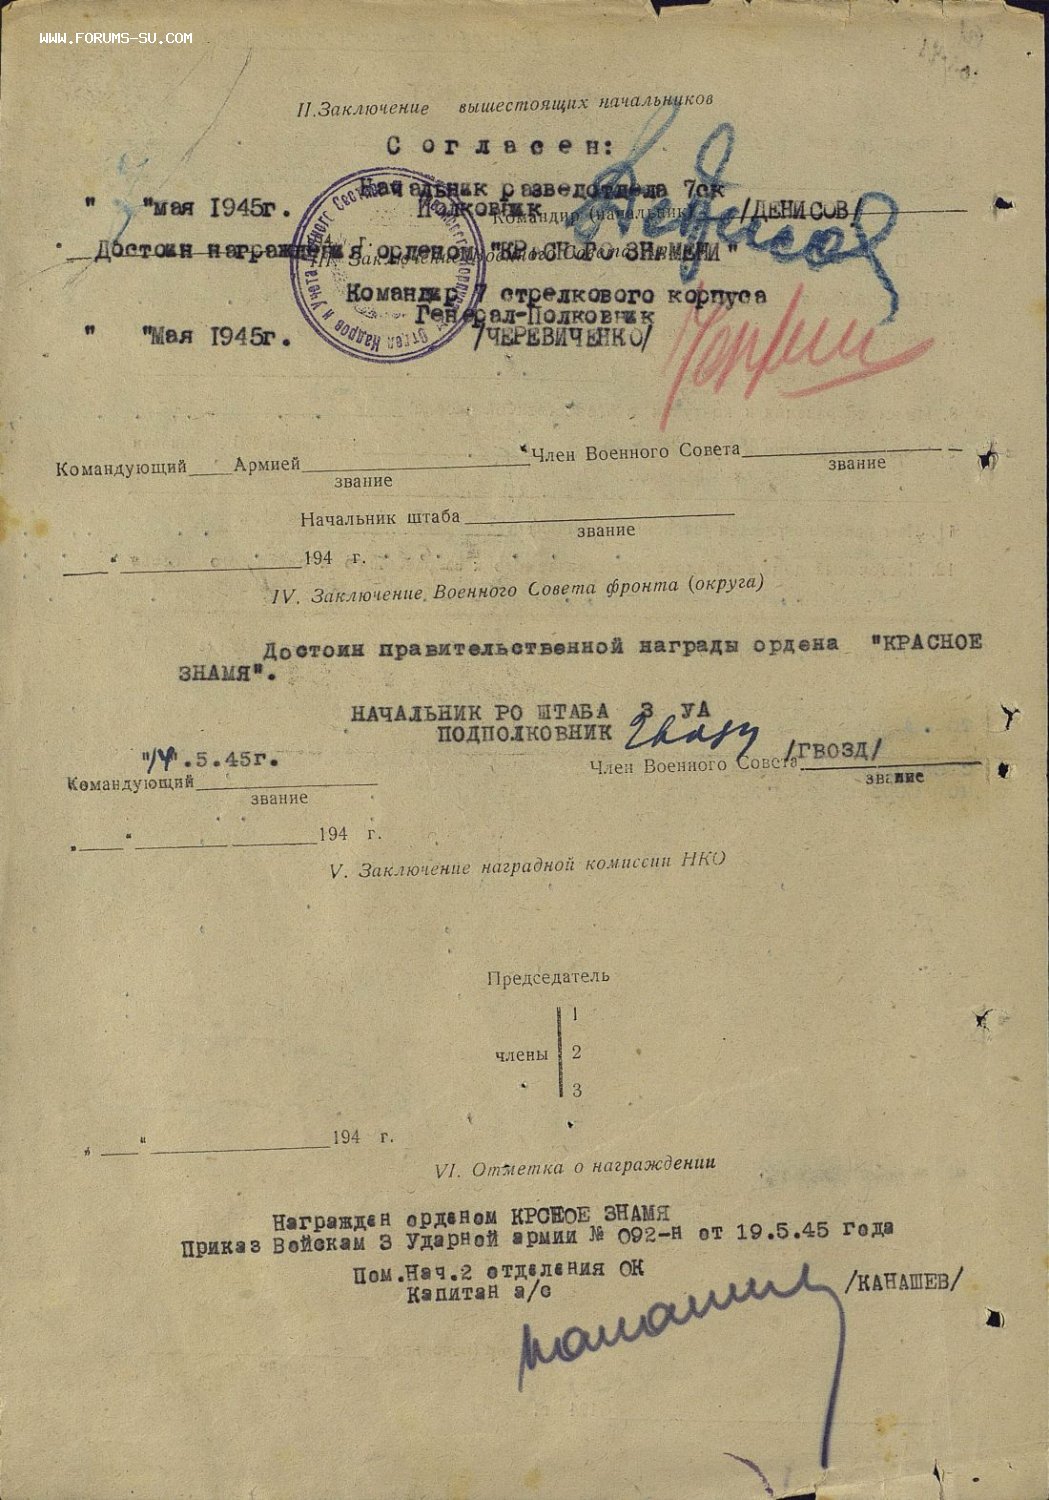 WWW.FORUMS-SU.COM
II.Заключение вышестоящих начальников
Согласен:
Начальник разведотдела 7ск
" "мая 1945г. Полковник /ДЕНИСОВ/
Командир (начальник)
Достоин награждения орденом "КРАСНОГО ЗНАМЕНИ"
III. Заключение
Командир 7 стрелкового корпуса
Генерал-Полковник
" "Мая 1945г. /ЧЕРЕВИЧЕНКО/
Командующий Армией Член Военного Совета
звание звание
Начальник штаба
звание
" 194 г.
IV. Заключение Военного Совета фронта (округа)
Достоин правительственной награды ордена "КРАСНОЕ
ЗНАМЯ".
НАЧАЛЬНИК РО ШТАБА 3 УА
ПОДПОЛКОВНИК Гвозд /ГВОЗД/
"14".5.45г.
Командующий Член Военного Совета
звание звание
" " 194 г.
V. Заключение наградной комиссии НКО
Председатель
1
члены 2
3
" " 194 г.
VI. Отметка о награждении
Награжден орденом КРСНОЕ ЗНАМЯ
Приказ Войскам 3 Ударной армии № 092-н от 19.5.45 года
Пом.Нач.2 отделения ОК
Капитан а/с /КАНАШЕВ/